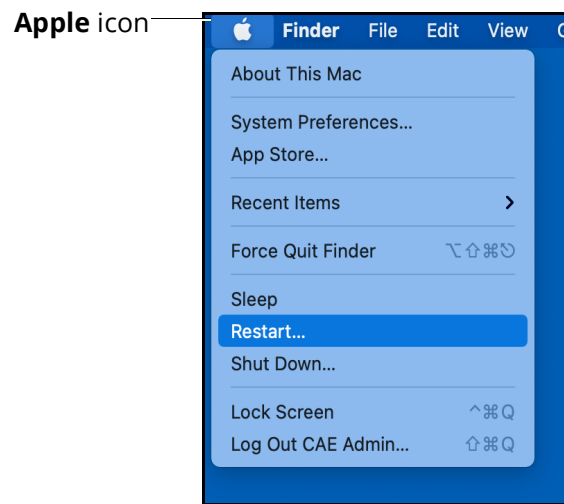 Apple icon
Finder File Edit View
About This Mac
System Preferences...
App Store...
Recent Items
Force Quit Finder ⌥⇧⌘⎋
Sleep
Restart...
Shut Down...
Lock Screen ^⌘Q
Log Out CAE Admin... ⇧⌘Q